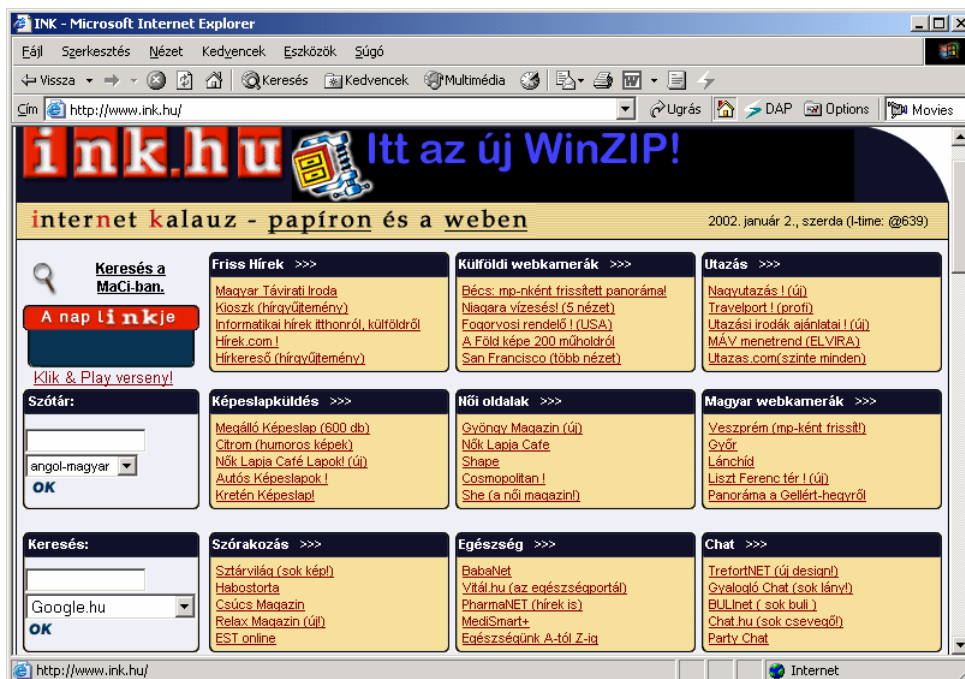 INK - Microsoft Internet Explorer
Fájl Szerkesztés Nézet Kedvencek Eszközök Súgó
Vissza Keresés Kedvencek Multimédia
Cím http://www.ink.hu/ Ugrás DAP Options Movies
ink.hu Itt az új WinZIP!
internet kalauz - papíron és a weben 2002. január 2., szerda (I-time: @639)
Keresés a
MaCi-ban.
A nap linkje
Klik & Play verseny!
Friss Hírek >>>
Magyar Távirati Iroda
Kioszk (hírgyűjtemény)
Informatikai hírek itthonról, külföldről
Hírek.com !
Hírkereső (hírgyűjtemény)
Külföldi webkamerák >>>
Bécs: mp-nként frissített panoráma!
Niagara vízesés! (5 nézet)
Fogorvosi rendelő ! (USA)
A Föld képe 200 műholdról
San Francisco (több nézet)
Utazás >>>
Nagyutazás ! (új)
Travelport ! (profi)
Utazási irodák ajánlatai ! (új)
MÁV menetrend (ELVIRA)
Utazas.com(szinte minden)
Szótár:
angol-magyar
OK
Képeslapküldés >>>
Megálló Képeslap (600 db)
Citrom (humoros képek)
Nők Lapja Café Lapok! (új)
Autós Képeslapok !
Kretén Képeslap!
Női oldalak >>>
Gyöngy Magazin (új)
Nők Lapja Cafe
Shape
Cosmopolitan !
She (a női magazin!)
Magyar webkamerák >>>
Veszprém (mp-ként frissít!)
Győr
Lánchíd
Liszt Ferenc tér ! (új)
Panoráma a Gellért-hegyről
Keresés:
Google.hu
OK
Szórakozás >>>
Sztárvilág (sok kép!)
Habostorta
Csúcs Magazin
Relax Magazin (új!)
EST online
Egészség >>>
BabaNet
Vitál.hu (az egészségportál)
PharmaNET (hírek is)
MediSmart+
Egészségünk A-tól Z-ig
Chat >>>
TrefortNET (új design!)
Gyalogló Chat (sok lány!)
BULInet ( sok buli )
Chat.hu (sok csevegő!)
Party Chat
http://www.ink.hu/ Internet